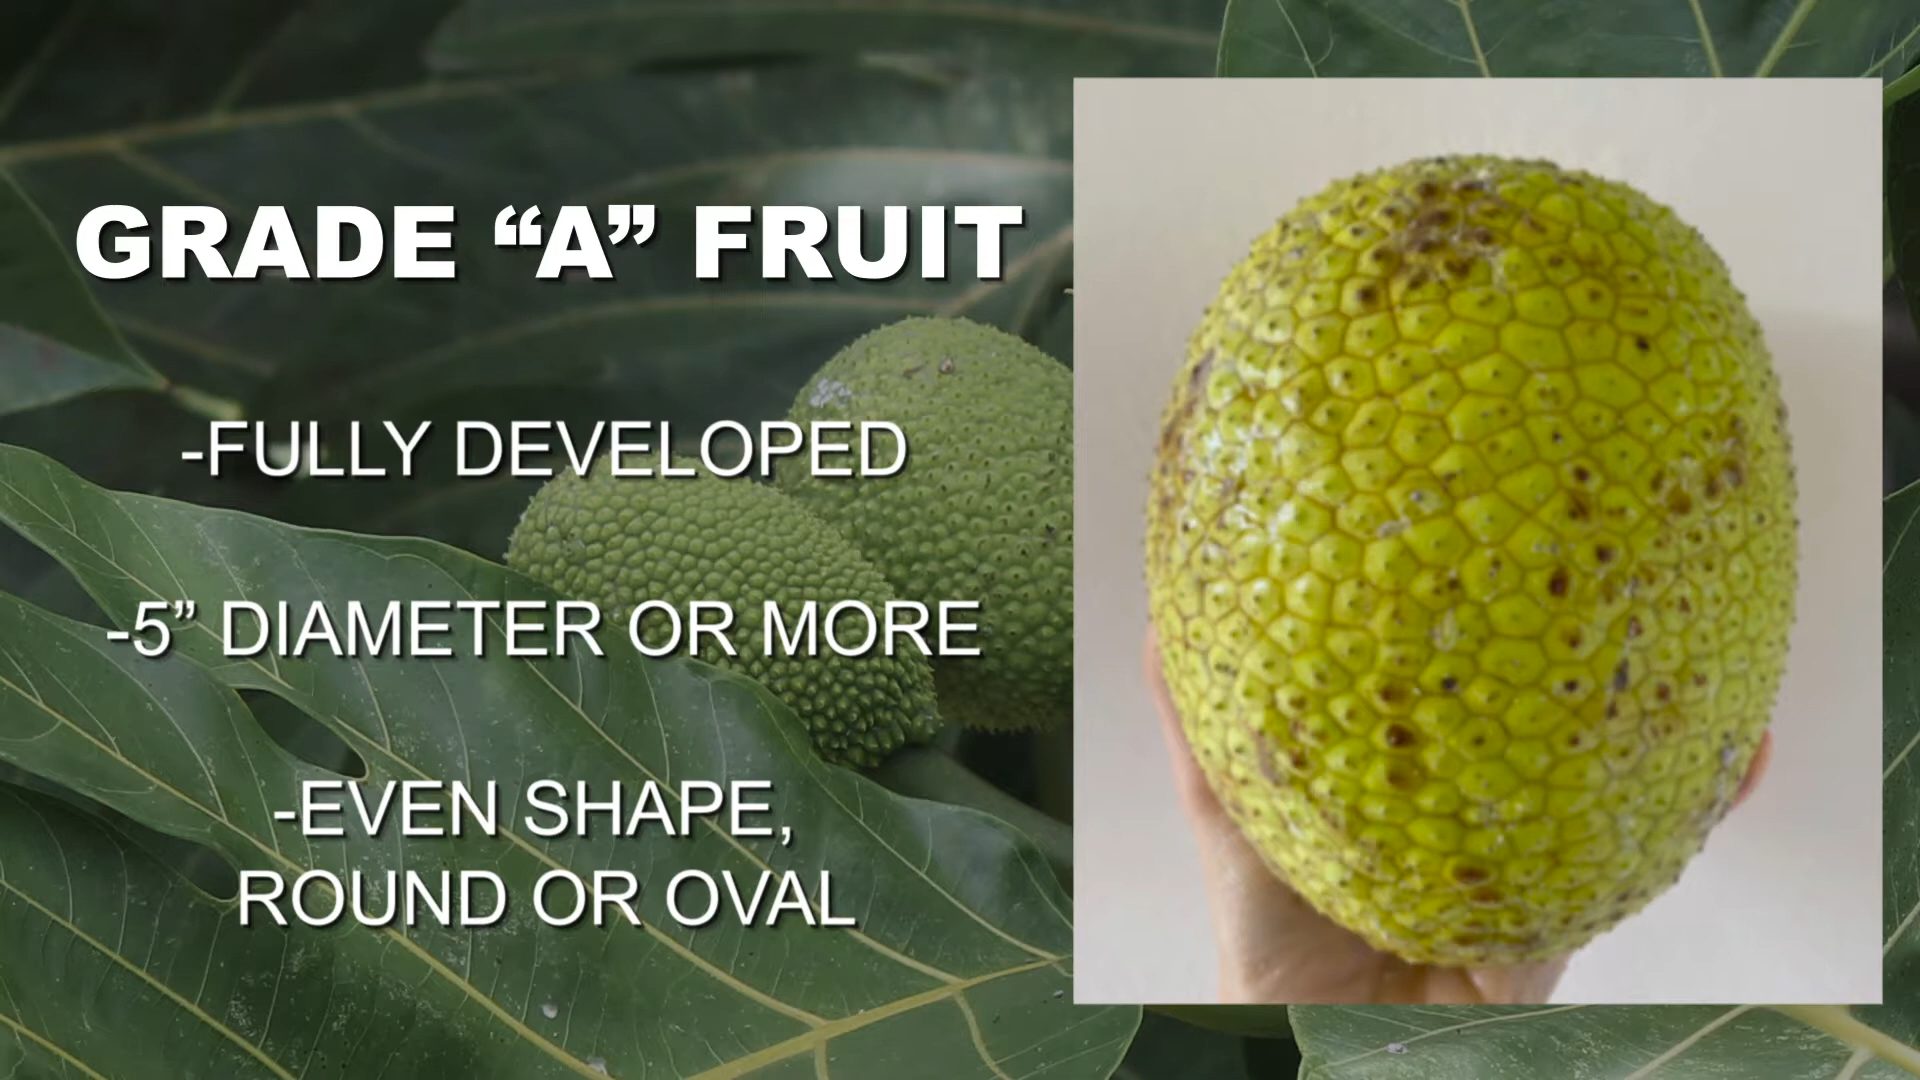 GRADE “A” FRUIT
-FULLY DEVELOPED
-5” DIAMETER OR MORE
-EVEN SHAPE,
ROUND OR OVAL